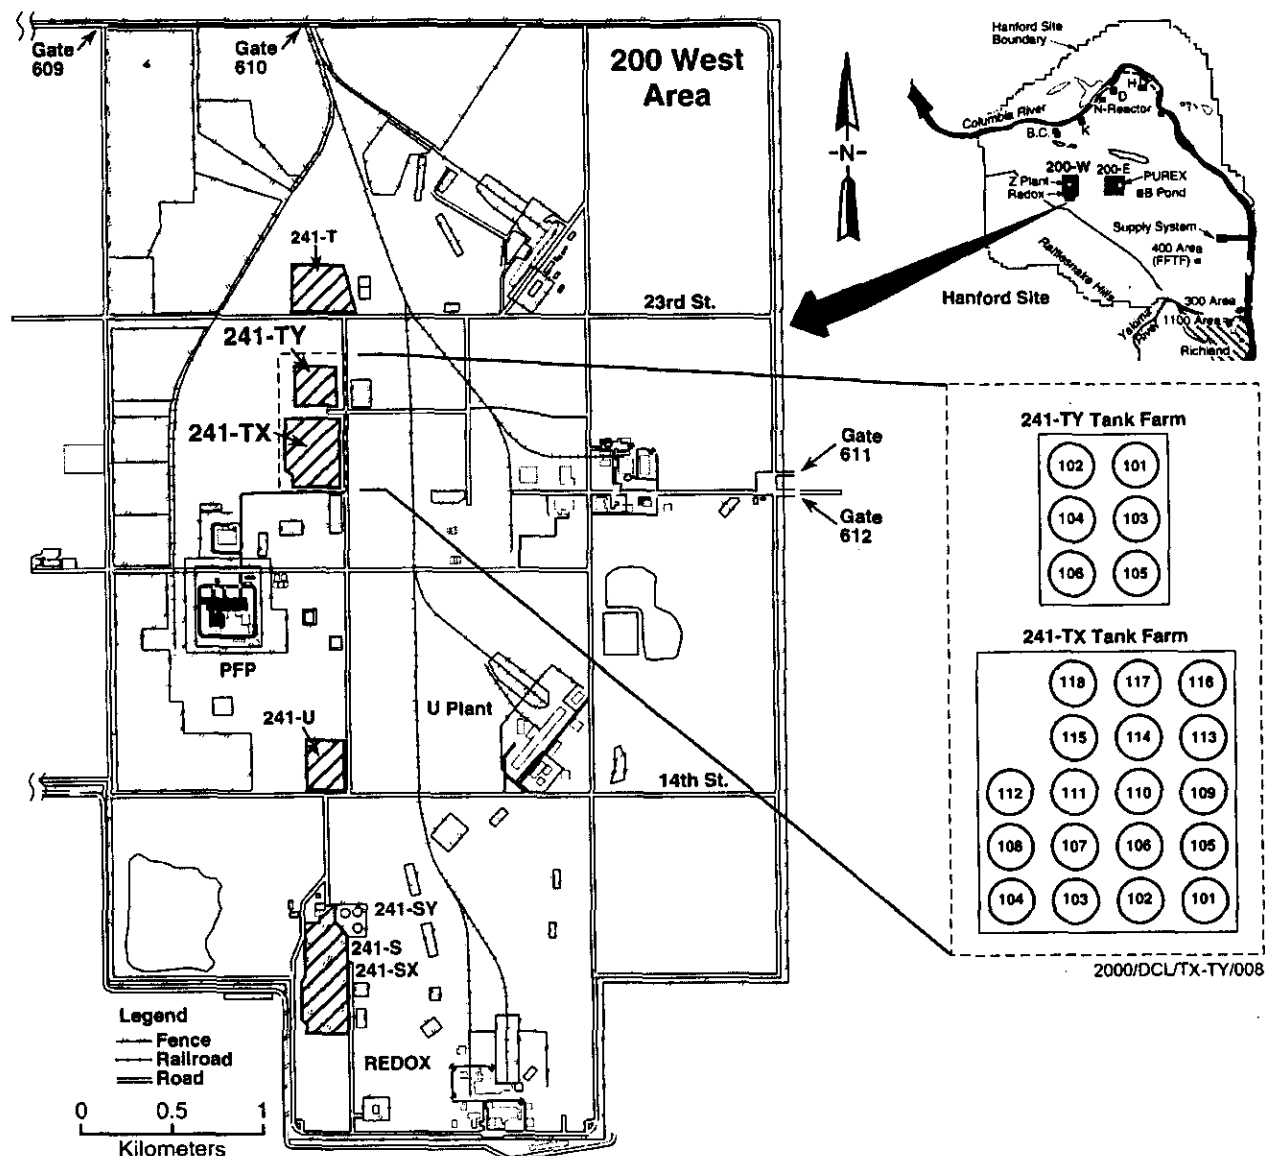 Gate
609
Gate
610
200 West
Area
241-T
23rd St.
241-TY
241-TX
Gate
611
Gate
612
PFP
241-U
U Plant
14th St.
241-SY
241-S
241-SX
REDOX
Legend
Fence
Railroad
Road
0 0.5 1
Kilometers
-N-
Hanford Site
Boundary
Columbia River
H
D
N-Reactor
K
B.C.
200-W
200-E
Z Plant
Redox
PUREX
B Pond
Supply System
400 Area
(FFTF)
Rattlesnake Hills
Hanford Site
Yakima
River
300 Area
1100 Area
Richland
241-TY Tank Farm
102 101
104 103
106 105
241-TX Tank Farm
118 117 116
115 114 113
112 111 110 109
108 107 106 105
104 103 102 101
2000/DCL/TX-TY/008